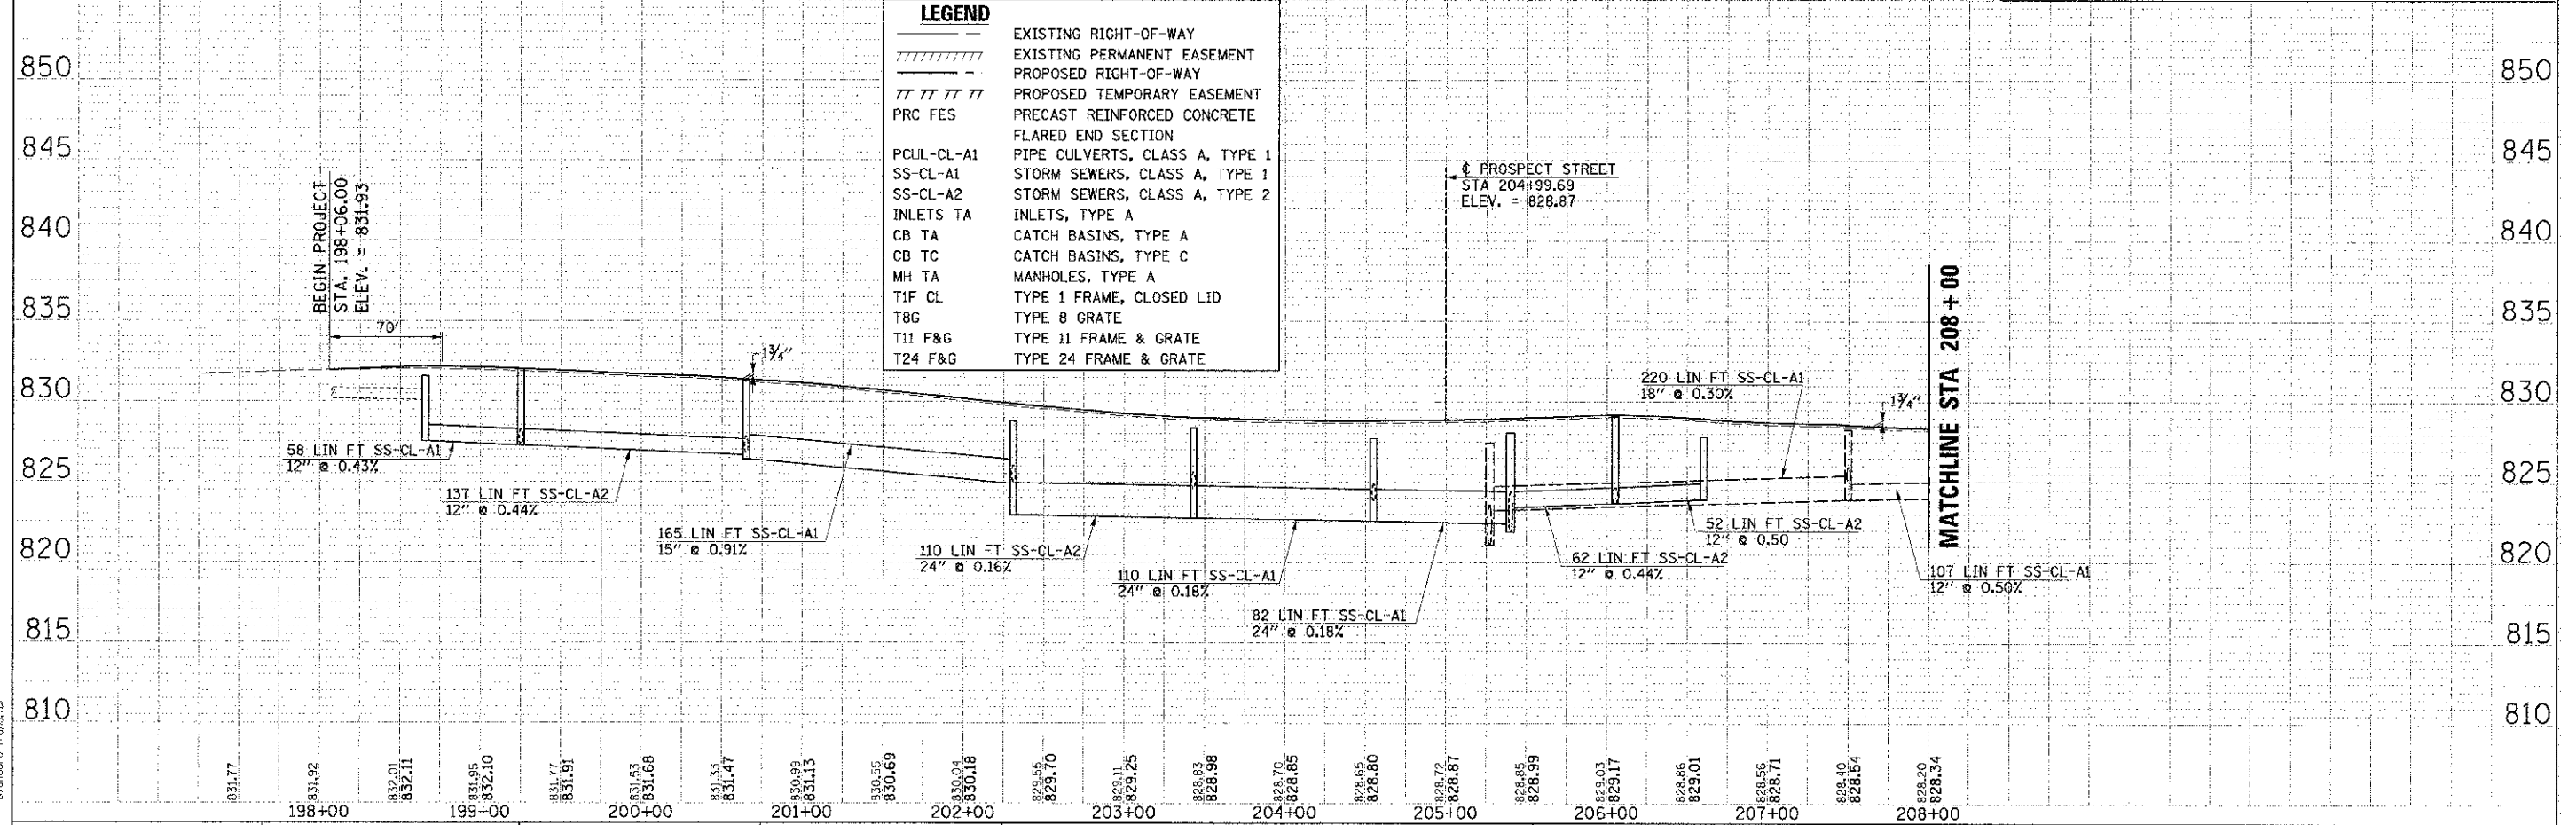 LEGEND
EXISTING RIGHT-OF-WAY
EXISTING PERMANENT EASEMENT
PROPOSED RIGHT-OF-WAY
PROPOSED TEMPORARY EASEMENT
PRC FES PRECAST REINFORCED CONCRETE
FLARED END SECTION
PCUL-CL-A1 PIPE CULVERTS, CLASS A, TYPE 1
SS-CL-A1 STORM SEWERS, CLASS A, TYPE 1
SS-CL-A2 STORM SEWERS, CLASS A, TYPE 2
INLETS TA INLETS, TYPE A
CB TA CATCH BASINS, TYPE A
CB TC CATCH BASINS, TYPE C
MH TA MANHOLES, TYPE A
T1F CL TYPE 1 FRAME, CLOSED LID
T8G TYPE 8 GRATE
T11 F&G TYPE 11 FRAME & GRATE
T24 F&G TYPE 24 FRAME & GRATE
850 850
845 845
840 840
835 835
830 830
825 825
820 820
815 815
810 810
BEGIN PROJECT
STA. 198+06.00
ELEV. = 831.93
70'
1¾"
℄ PROSPECT STREET
STA 204+99.69
ELEV. = 828.87
220 LIN FT SS-CL-A1
18" @ 0.30%
1¾"
MATCHLINE STA 208+00
58 LIN FT SS-CL-A1
12" @ 0.43%
137 LIN FT SS-CL-A2
12" @ 0.44%
165 LIN FT SS-CL-A1
15" @ 0.91%
110 LIN FT SS-CL-A2
24" @ 0.16%
110 LIN FT SS-CL-A1
24" @ 0.18%
82 LIN FT SS-CL-A1
24" @ 0.18%
62 LIN FT SS-CL-A2
12" @ 0.44%
52 LIN FT SS-CL-A2
12" @ 0.50
107 LIN FT SS-CL-A1
12" @ 0.50%
831.77
831.92
832.01
832.11
831.95
832.10
831.77
831.91
831.53
831.68
831.33
831.47
830.99
831.13
830.55
830.69
830.04
830.18
829.55
829.70
829.11
829.25
828.83
828.98
828.70
828.85
828.65
828.80
828.72
828.87
828.85
828.99
829.03
829.17
828.86
829.01
828.56
828.71
828.40
828.54
828.20
828.34
198+00 199+00 200+00 201+00 202+00 203+00 204+00 205+00 206+00 207+00 208+00